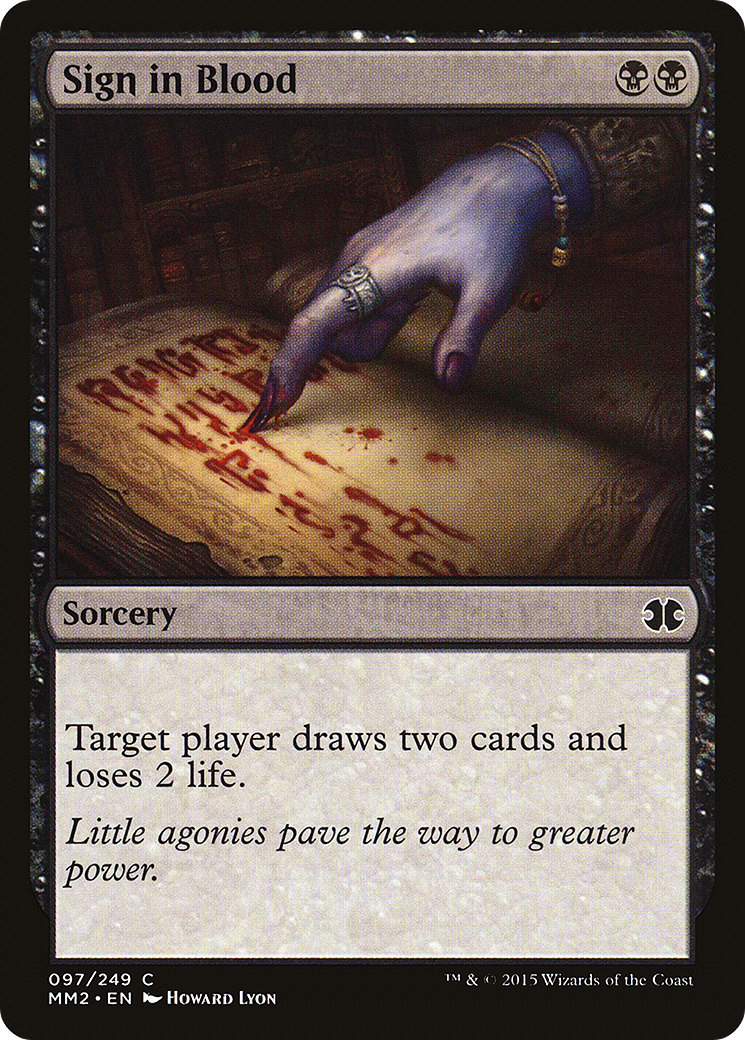 Sign in Blood
Sorcery
Target player draws two cards and
loses 2 life.
Little agonies pave the way to greater
power.
097/249 C
MM2 • EN Howard Lyon
™ & © 2015 Wizards of the Coast